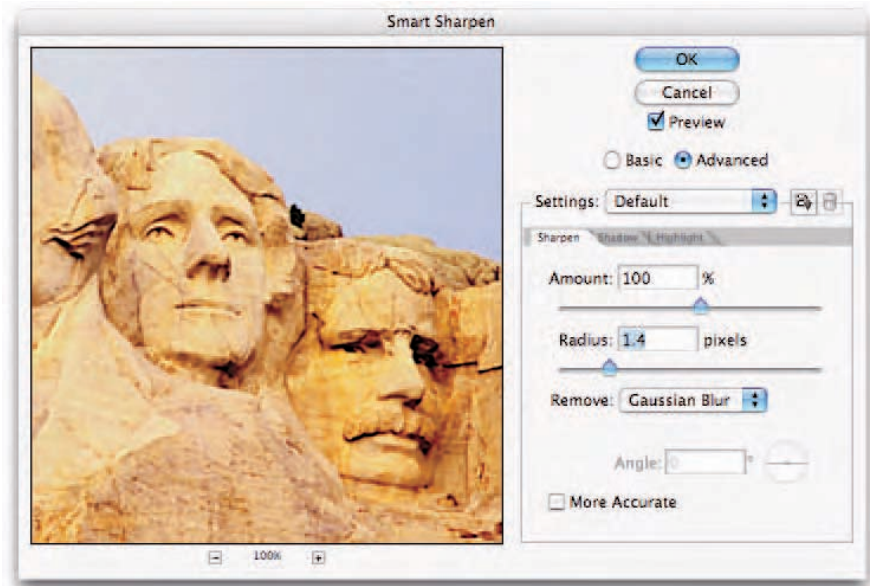 Smart Sharpen
OK
Cancel
Preview
Basic Advanced
Settings: Default
Sharpen Shadow Highlight
Amount: 100 %
Radius: 1.4 pixels
Remove: Gaussian Blur
Angle: 0 °
More Accurate
100%